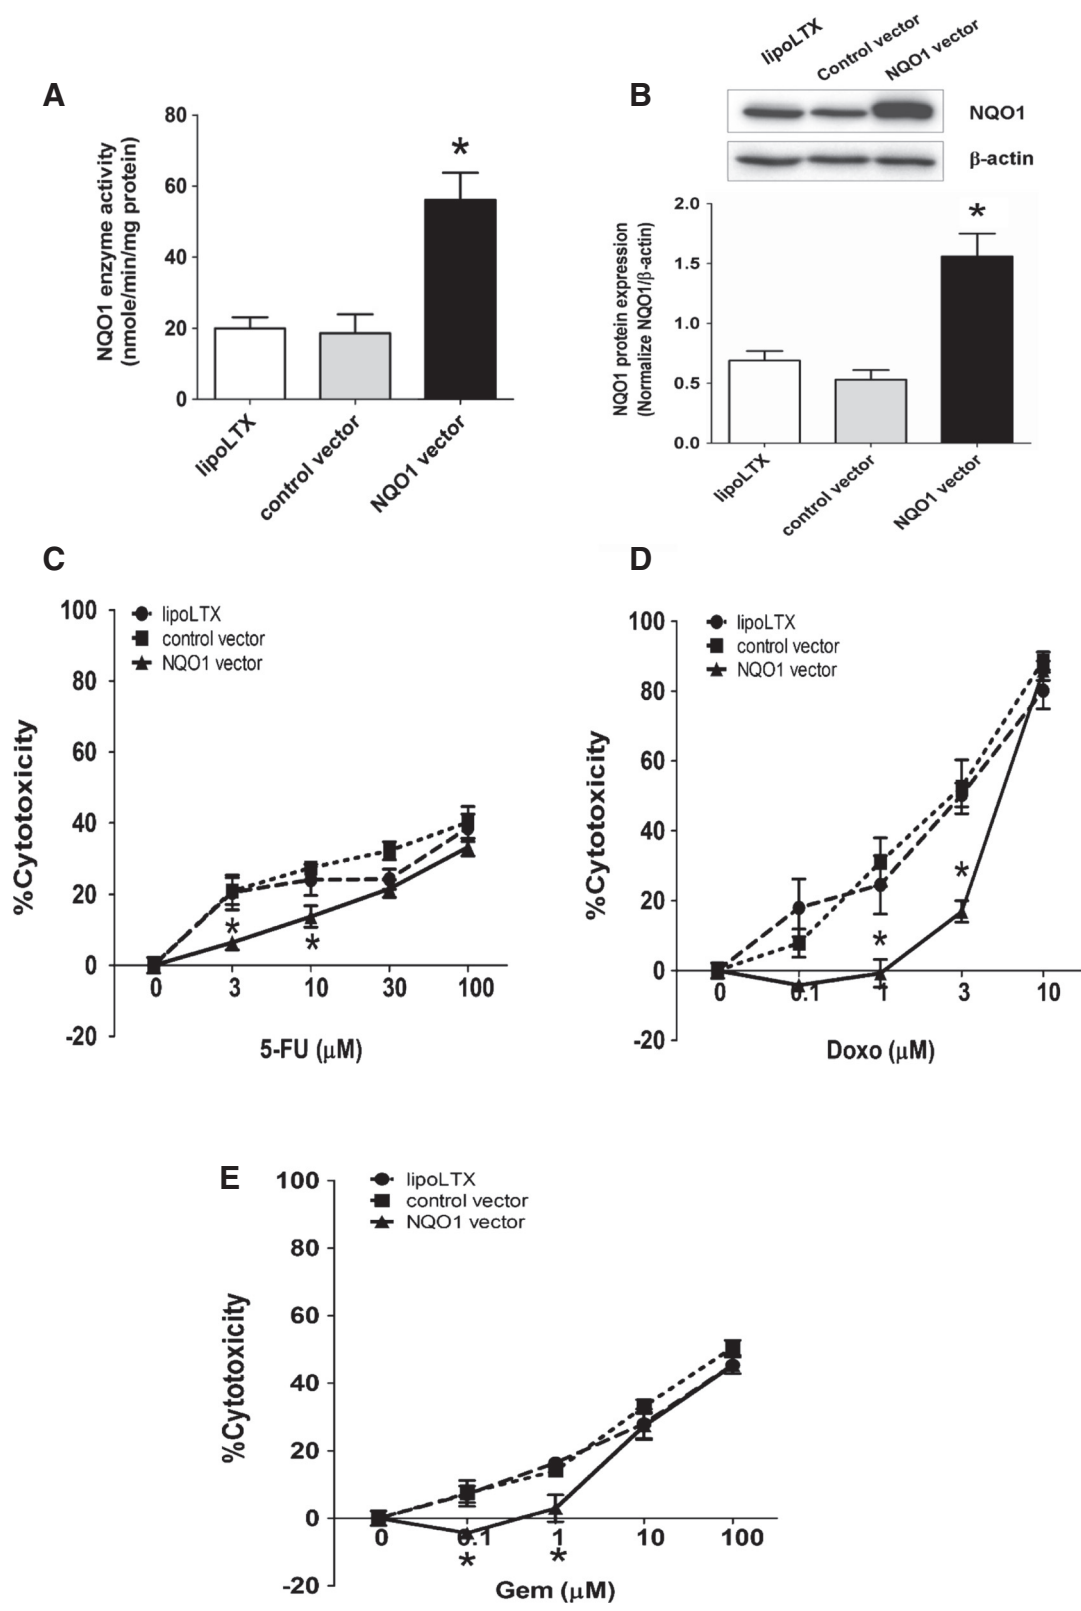 A
80
60
40
20
0
NQO1 enzyme activity
(nmole/min/mg protein)
*
lipoLTX
control vector
NQO1 vector
B
lipoLTX
Control vector
NQO1 vector
NQO1
β-actin
2.0
1.5
1.0
0.5
0.0
NQO1 protein expression
(Normalize NQO1/β-actin)
*
lipoLTX
control vector
NQO1 vector
C
100
80
60
40
20
0
-20
%Cytotoxicity
lipoLTX
control vector
NQO1 vector
*
*
0 3 10 30 100
5-FU (µM)
D
100
80
60
40
20
0
-20
%Cytotoxicity
lipoLTX
control vector
NQO1 vector
*
*
0 0.1 1 3 10
Doxo (µM)
E
100
80
60
40
20
0
-20
%Cytotoxicity
lipoLTX
control vector
NQO1 vector
0 0.1 1 10 100
*
*
Gem (µM)